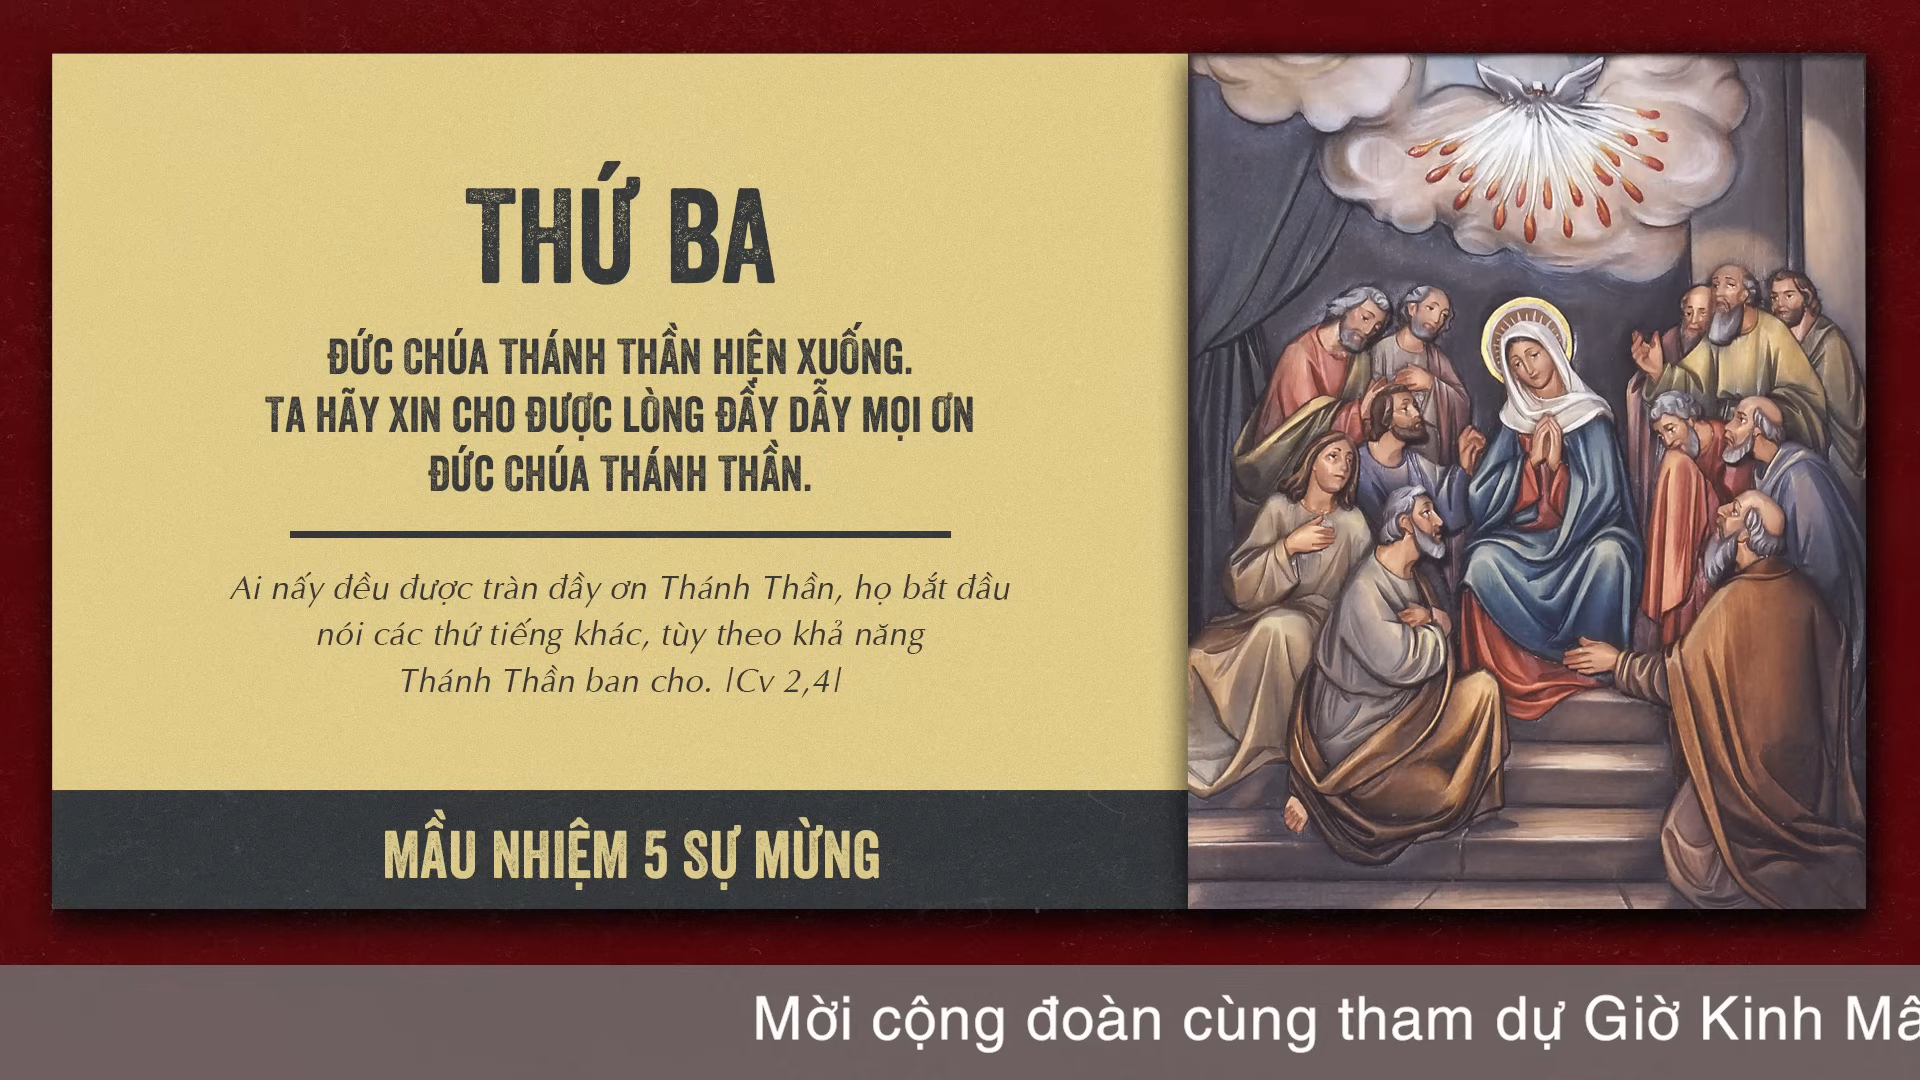 THỨ BA
ĐỨC CHÚA THÁNH THẦN HIỆN XUỐNG.
TA HÃY XIN CHO ĐƯỢC LÒNG ĐẦY DẪY MỌI ƠN
ĐỨC CHÚA THÁNH THẦN.
Ai nấy đều được tràn đầy ơn Thánh Thần, họ bắt đầu
nói các thứ tiếng khác, tùy theo khả năng
Thánh Thần ban cho. |Cv 2,4|
MẦU NHIỆM 5 SỰ MỪNG
Mời cộng đoàn cùng tham dự Giờ Kinh